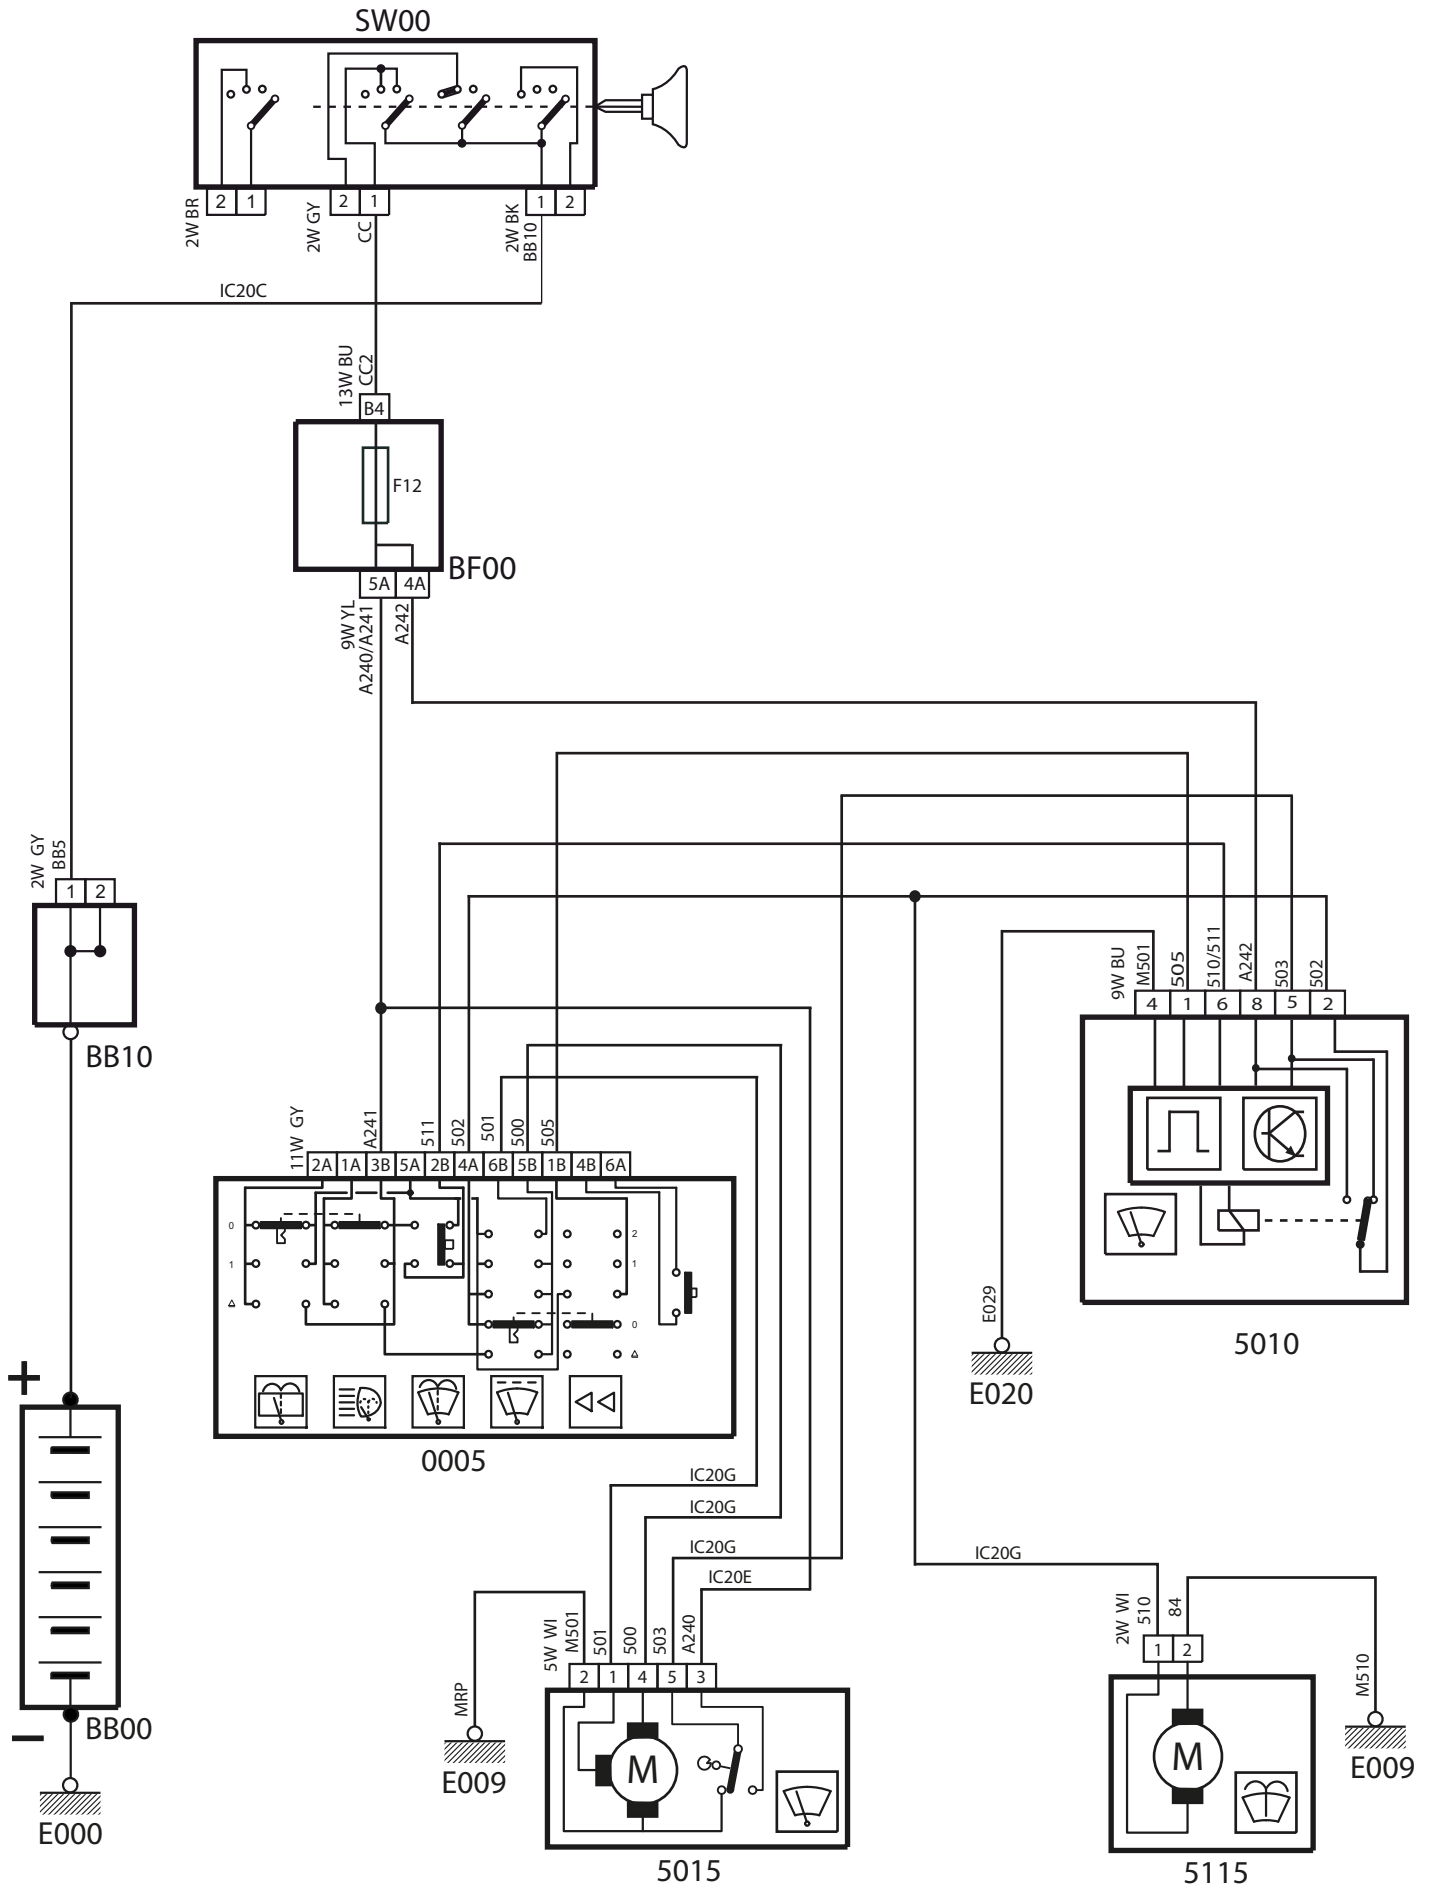 SW00
2 1
2 1
1 2
2W BR
2W GY
CC
2W BK
BB10
IC20C
13W BU
CC2
B4
F12
BF00
5A 4A
9W YL
A240/A241
A242
2W GY
BB5
1 2
BB10
9W BU
M501
505
510/511
A242
503
502
4 1 6 8 5 2
11W GY
A241
511
502
501
500
505
2A 1A 3B 5A 2B 4A 6B 5B 1B 4B 6A
0
1
2
1
0
0005
E029
E020
5010
+
−
BB00
E000
IC20G
IC20G
IC20G
IC20E
IC20G
5W WI
M501
501
500
503
A240
2 1 4 5 3
MRP
E009
M
5015
2W WI
510
84
1 2
M510
E009
M
5115